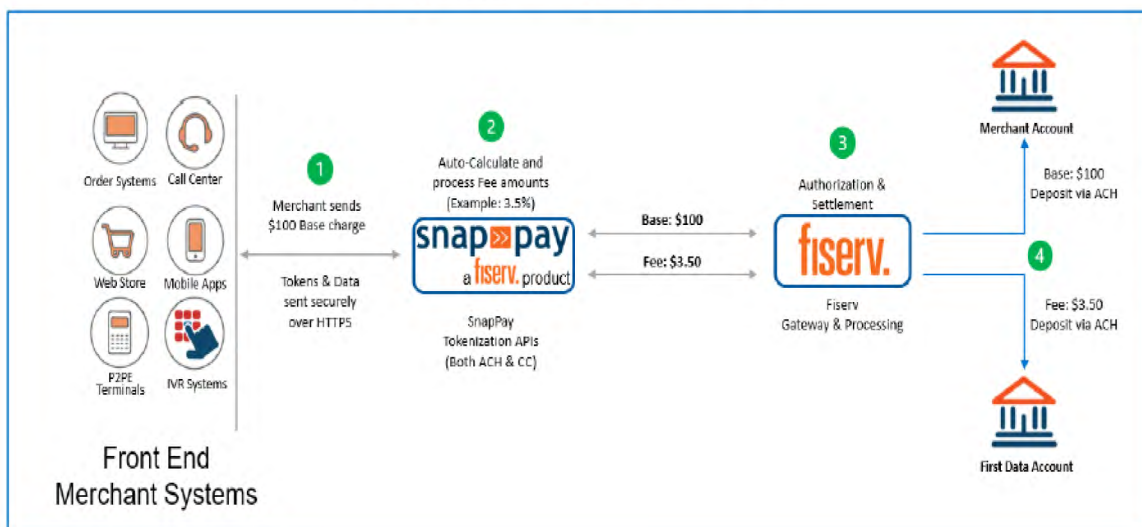 Order Systems
Call Center
Web Store
Mobile Apps
P2PE
Terminals
IVR Systems
Front End
Merchant Systems
1
Merchant sends
$100 Base charge
Tokens & Data
sent securely
over HTTPS
2
Auto-Calculate and
process Fee amounts
(Example: 3.5%)
snap pay
a fiserv. product
SnapPay
Tokenization APIs
(Both ACH & CC)
Base: $100
Fee: $3.50
3
Authorization &
Settlement
fiserv.
Fiserv
Gateway & Processing
Merchant Account
Base: $100
Deposit via ACH
4
Fee: $3.50
Deposit via ACH
First Data Account